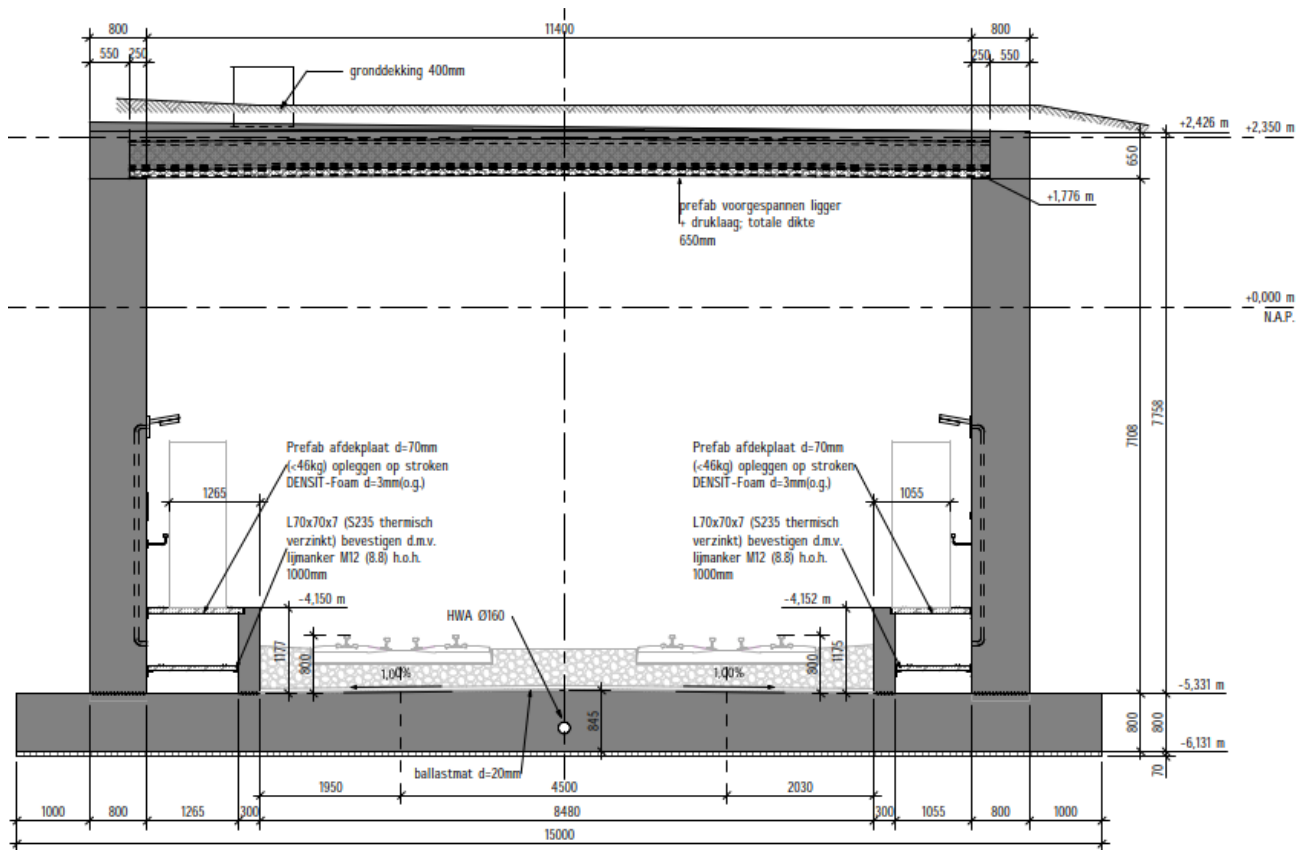 800
11400
800
550
250
250
550
gronddekking 400mm
+2,426 m
+2,350 m
650
+1,776 m
prefab voorgespannen ligger
+ druklaag; totale dikte
650mm
+0,000 m
N.A.P.
7108
7758
Prefab afdekplaat d=70mm
(<46kg) opleggen op stroken
DENSIT-Foam d=3mm(o.g.)
1265
L70x70x7 (S235 thermisch
verzinkt) bevestigen d.m.v.
lijmanker M12 (8.8) h.o.h.
1000mm
Prefab afdekplaat d=70mm
(<46kg) opleggen op stroken
DENSIT-Foam d=3mm(o.g.)
1055
L70x70x7 (S235 thermisch
verzinkt) bevestigen d.m.v.
lijmanker M12 (8.8) h.o.h.
1000mm
-4,150 m
-4,152 m
HWA Ø160
1177
800
1,00%
1,00%
800
1175
-5,331 m
845
800
800
-6,131 m
70
ballastmat d=20mm
1950
4500
2030
1000
800
1265
300
8480
300
1055
800
1000
15000